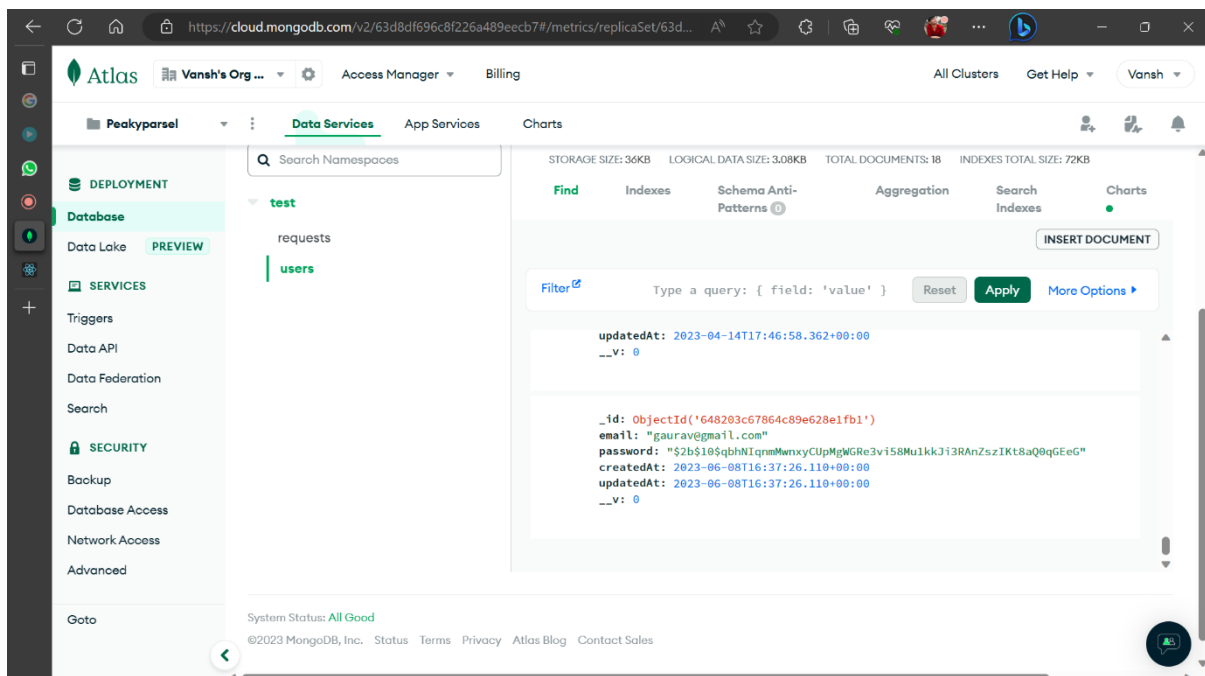 https://cloud.mongodb.com/v2/63d8df696c8f226a489eecb7#/metrics/replicaSet/63d...
Atlas
Vansh's Org ...
Access Manager
Billing
All Clusters
Get Help
Vansh
Peakyparsel
Data Services
App Services
Charts
DEPLOYMENT
Database
Data Lake PREVIEW
SERVICES
Triggers
Data API
Data Federation
Search
SECURITY
Backup
Database Access
Network Access
Advanced
Goto
Search Namespaces
test
requests
users
STORAGE SIZE: 36KB LOGICAL DATA SIZE: 3.08KB TOTAL DOCUMENTS: 18 INDEXES TOTAL SIZE: 72KB
Find
Indexes
Schema Anti-
Patterns 0
Aggregation
Search
Indexes
Charts
INSERT DOCUMENT
Filter
Type a query: { field: 'value' }
Reset
Apply
More Options
updatedAt: 2023-04-14T17:46:58.362+00:00
__v: 0
_id: ObjectId('648203c67864c89e628e1fb1')
email: "gaurav@gmail.com"
password: "$2b$10$qbhNIqnmMwnxyCUpMgWGRe3vi58Mu1kkJi3RAnZszIKt8aQ0qGEeG"
createdAt: 2023-06-08T16:37:26.110+00:00
updatedAt: 2023-06-08T16:37:26.110+00:00
__v: 0
System Status: All Good
©2023 MongoDB, Inc. Status Terms Privacy Atlas Blog Contact Sales